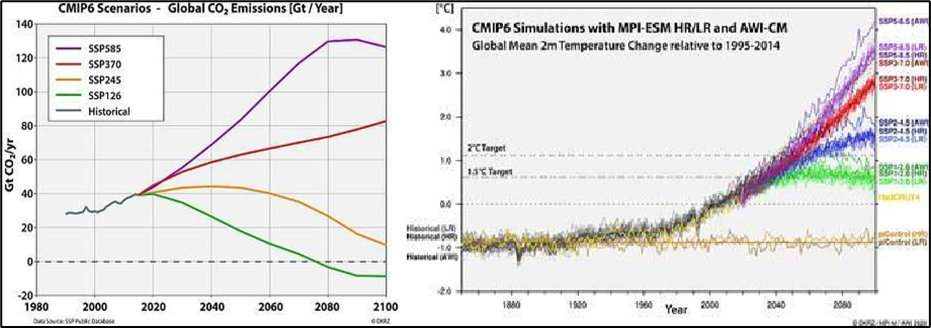 CMIP6 Scenarios - Global CO₂ Emissions [Gt / Year]
140
120
100
80
60
40
20
0
-20
Gt CO₂/yr
SSP585
SSP370
SSP245
SSP126
Historical
1980
2000
2020
2040
2060
2080
2100
Data Source: SSP Public Database
© DKRZ
[°C]
CMIP6 Simulations with MPI-ESM HR/LR and AWI-CM
Global Mean 2m Temperature Change relative to 1995-2014
4.0
3.0
2.0
1.0
0.0
-1.0
-2.0
2°C Target
1.5°C Target
Historical (LR)
Historical (HR)
Historical (AWI)
SSP5-8.5 (AWI)
SSP5-8.5 (LR)
SSP5-8.5 (HR)
SSP3-7.0 (AWI)
SSP3-7.0 (HR)
SSP3-7.0 (LR)
SSP2-4.5 (AWI)
SSP2-4.5 (HR)
SSP2-4.5 (LR)
SSP1-2.6 (AWI)
SSP1-2.6 (HR)
SSP1-2.6 (LR)
HadCRUT4
piControl (HR)
piControl (LR)
1880
1920
1960
2000
2040
2080
Year
© DKRZ / MPI-M / AWI 2020